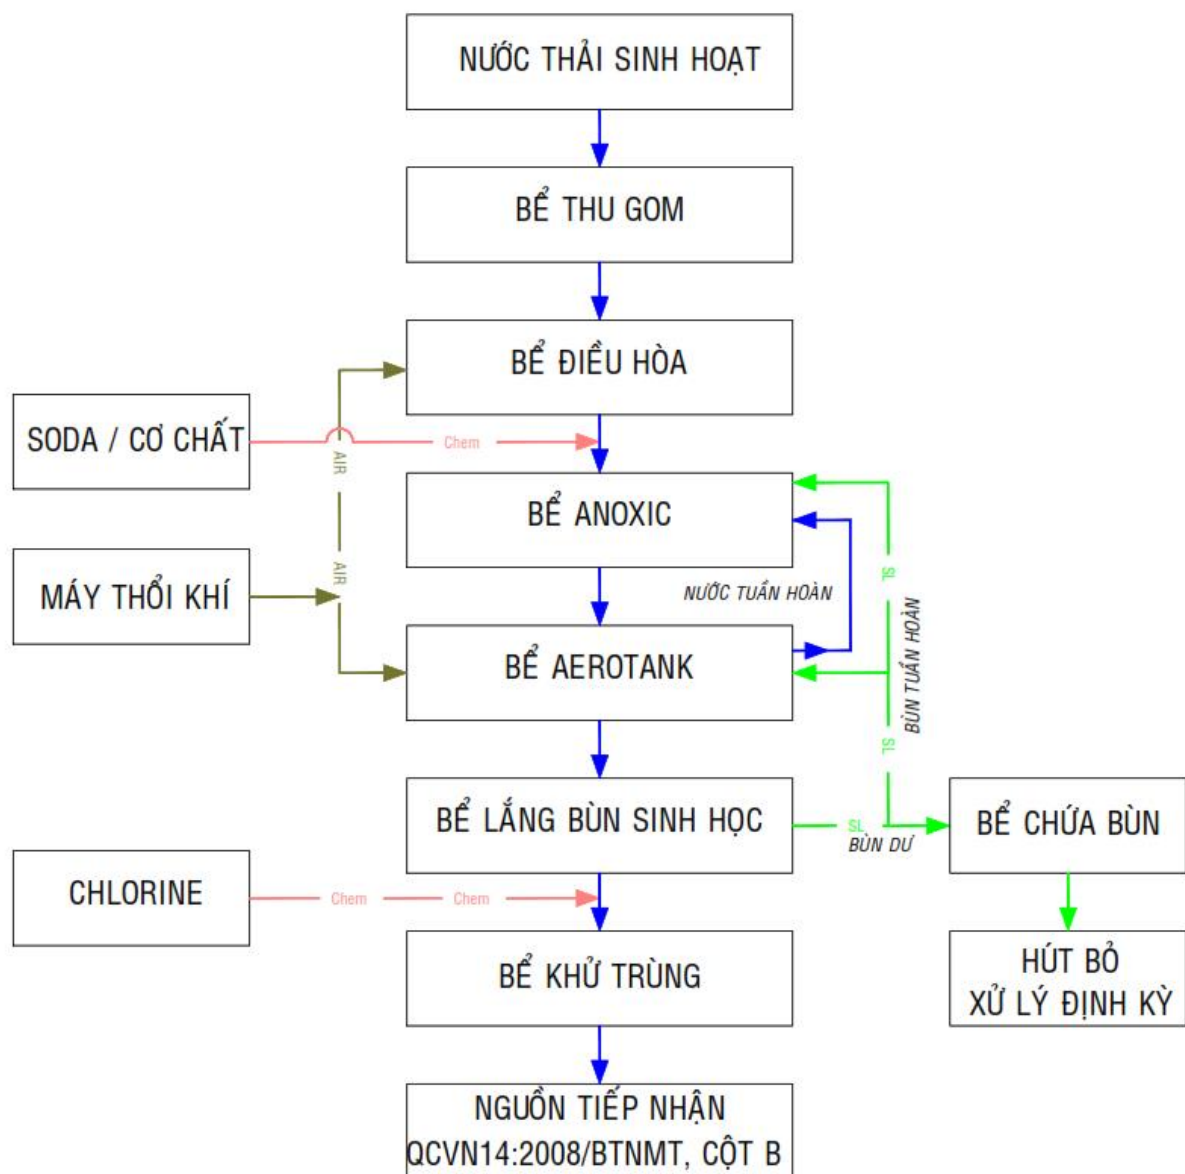 NƯỚC THẢI SINH HOẠT
BỂ THU GOM
BỂ ĐIỀU HÒA
SODA / CƠ CHẤT
Chem
AIR
BỂ ANOXIC
MÁY THỔI KHÍ
AIR
NƯỚC TUẦN HOÀN
SL
BÙN TUẦN HOÀN
BỂ AEROTANK
SL
BỂ LẮNG BÙN SINH HỌC
SL
BÙN DƯ
BỂ CHỨA BÙN
CHLORINE
Chem
Chem
BỂ KHỬ TRÙNG
HÚT BỎ
XỬ LÝ ĐỊNH KỲ
NGUỒN TIẾP NHẬN
QCVN14:2008/BTNMT, CỘT B